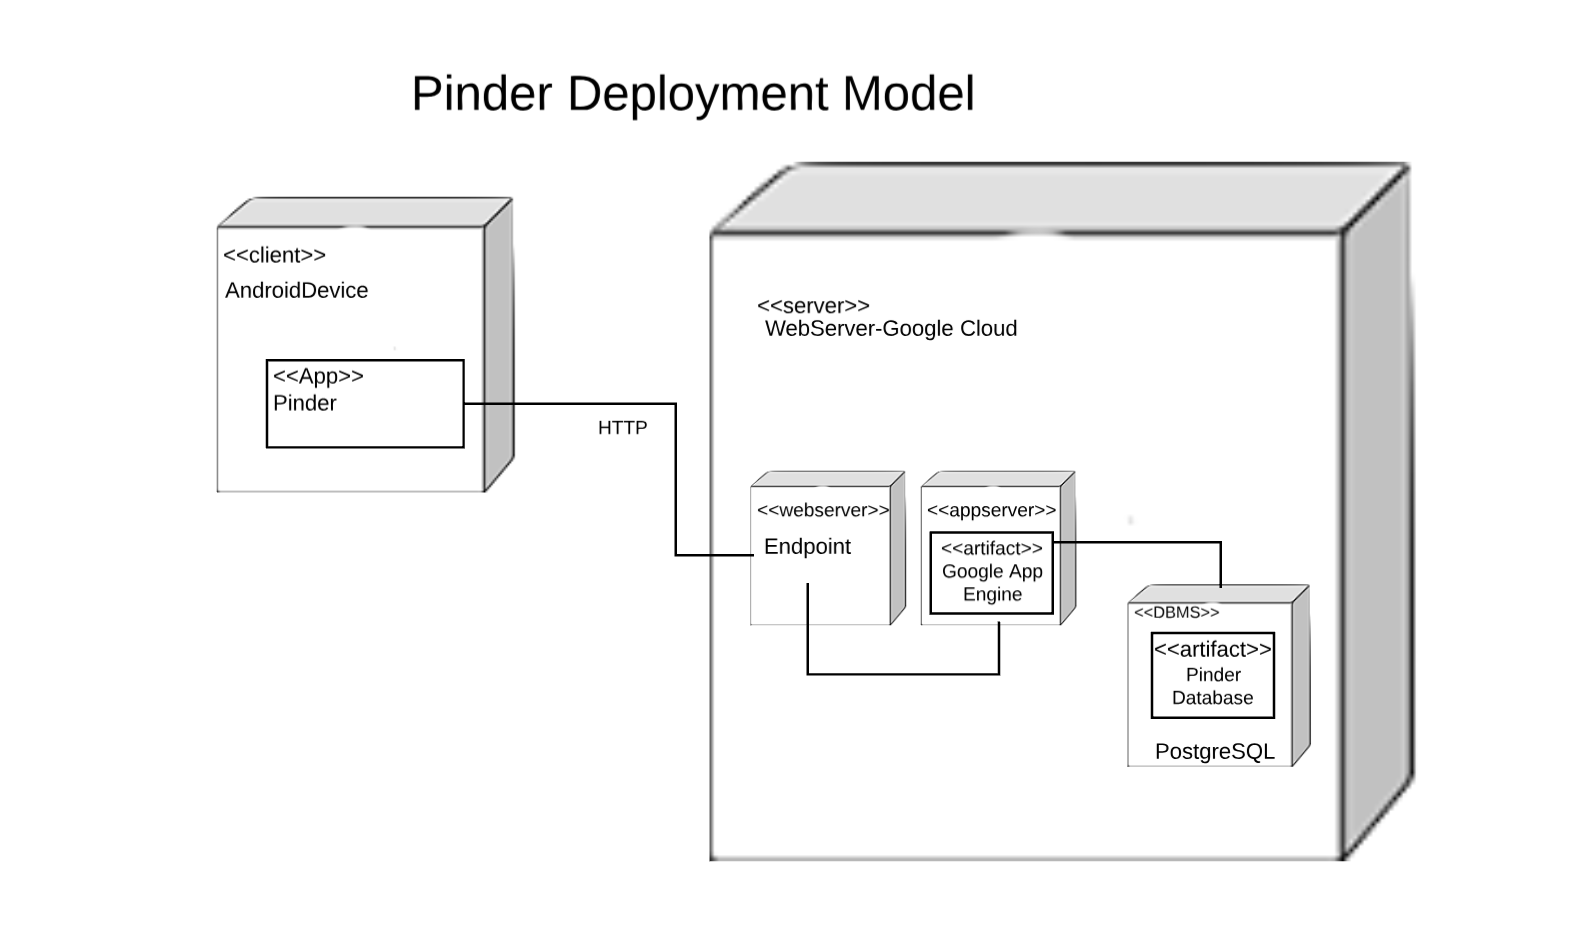 Pinder Deployment Model
<<client>>
AndroidDevice
<<App>>
Pinder
HTTP
<<server>>
WebServer-Google Cloud
<<webserver>>
Endpoint
<<appserver>>
<<artifact>>
Google App
Engine
<<DBMS>>
<<artifact>>
Pinder
Database
PostgreSQL